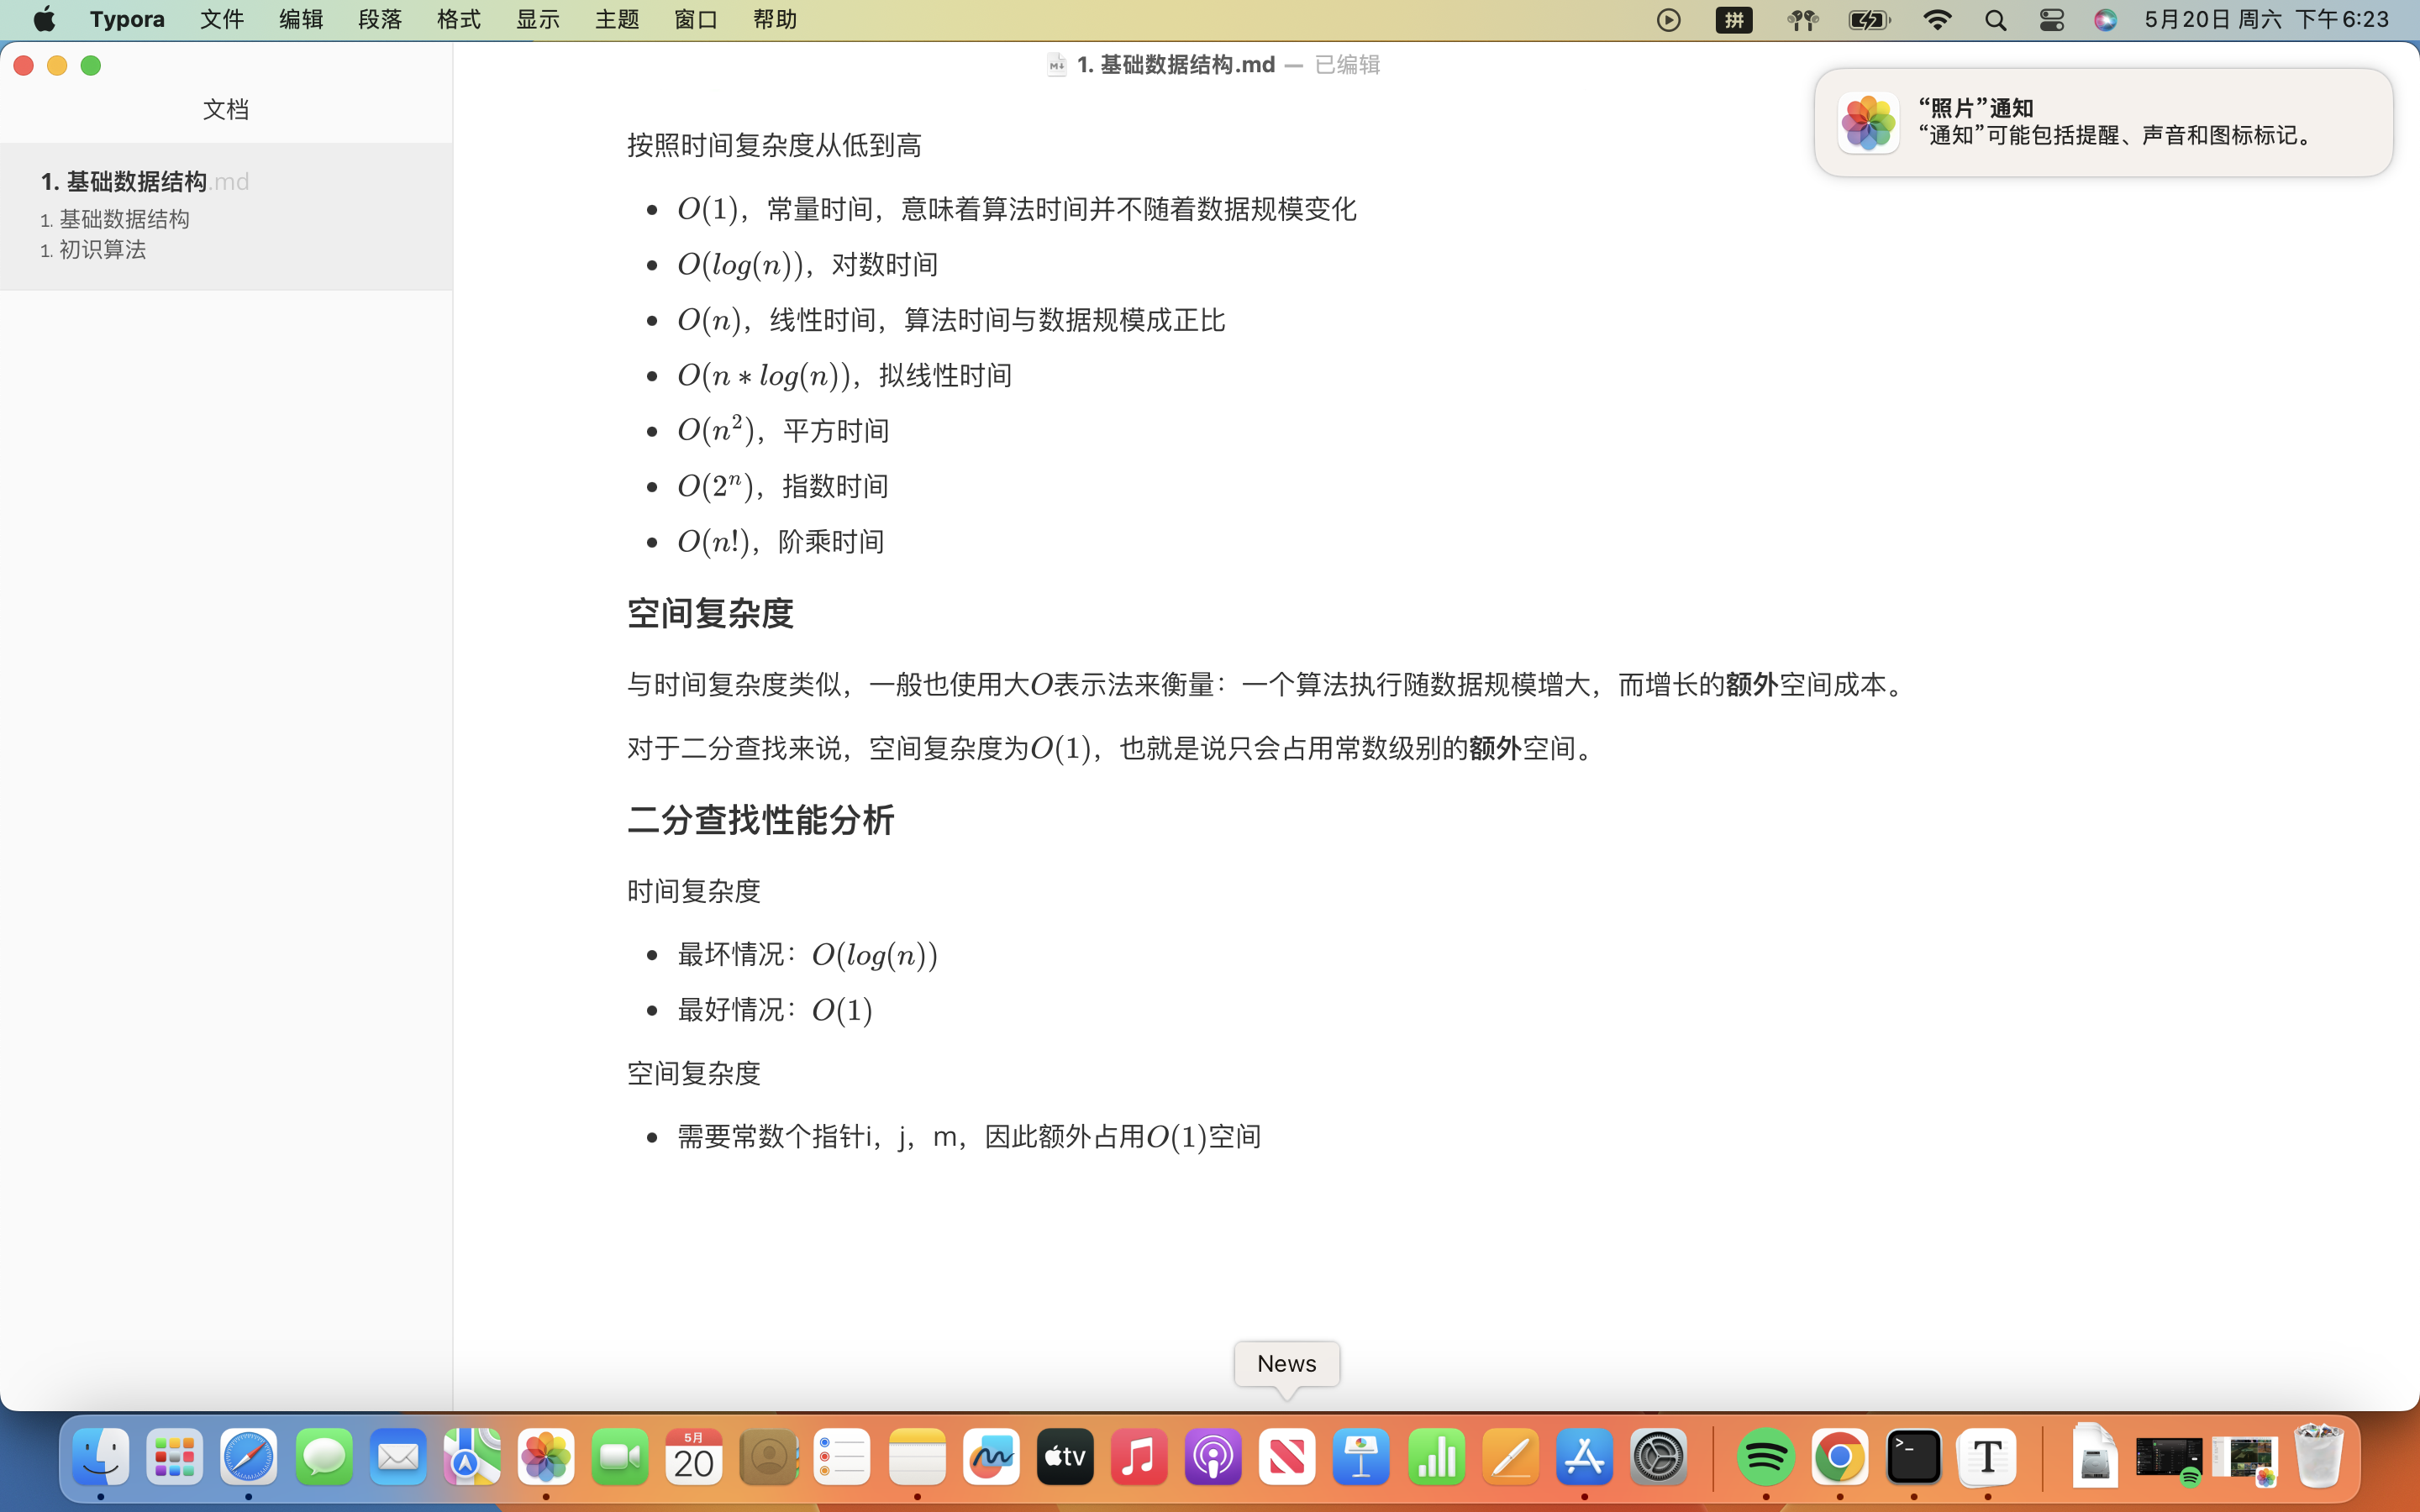 Typora 文件 编辑 段落 格式 显示 主题 窗口 帮助 拼 5月20日 周六 下午6:23
1. 基础数据结构.md — 已编辑
文档
1. 基础数据结构.md
1. 基础数据结构
1. 初识算法
“照片”通知
“通知”可能包括提醒、声音和图标标记。
按照时间复杂度从低到高
• O(1)，常量时间，意味着算法时间并不随着数据规模变化
• O(log(n))，对数时间
• O(n)，线性时间，算法时间与数据规模成正比
• O(n ∗ log(n))，拟线性时间
• O(n²)，平方时间
• O(2ⁿ)，指数时间
• O(n!)，阶乘时间
空间复杂度
与时间复杂度类似，一般也使用大O表示法来衡量：一个算法执行随数据规模增大，而增长的额外空间成本。
对于二分查找来说，空间复杂度为O(1)，也就是说只会占用常数级别的额外空间。
二分查找性能分析
时间复杂度
• 最坏情况：O(log(n))
• 最好情况：O(1)
空间复杂度
• 需要常数个指针i，j，m，因此额外占用O(1)空间
News
5月
20
tv
T